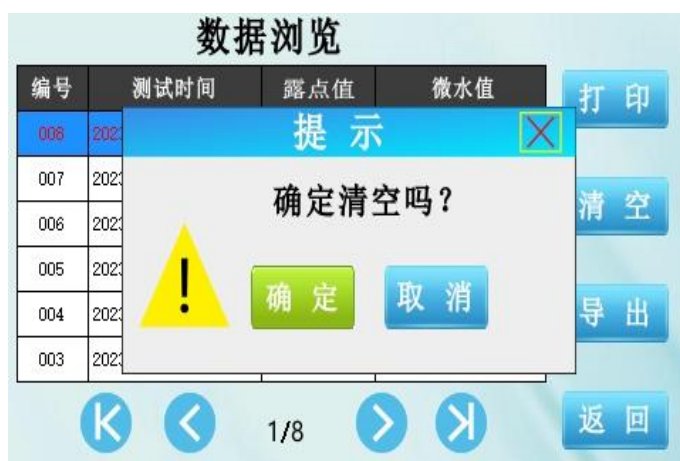 数据浏览
编号 测试时间 露点值 微水值
打印
008 202
提示
007 202
确定清空吗？
清空
006 202
005 202
!
确定 取消
004 202
导出
003 202
1/8
返回